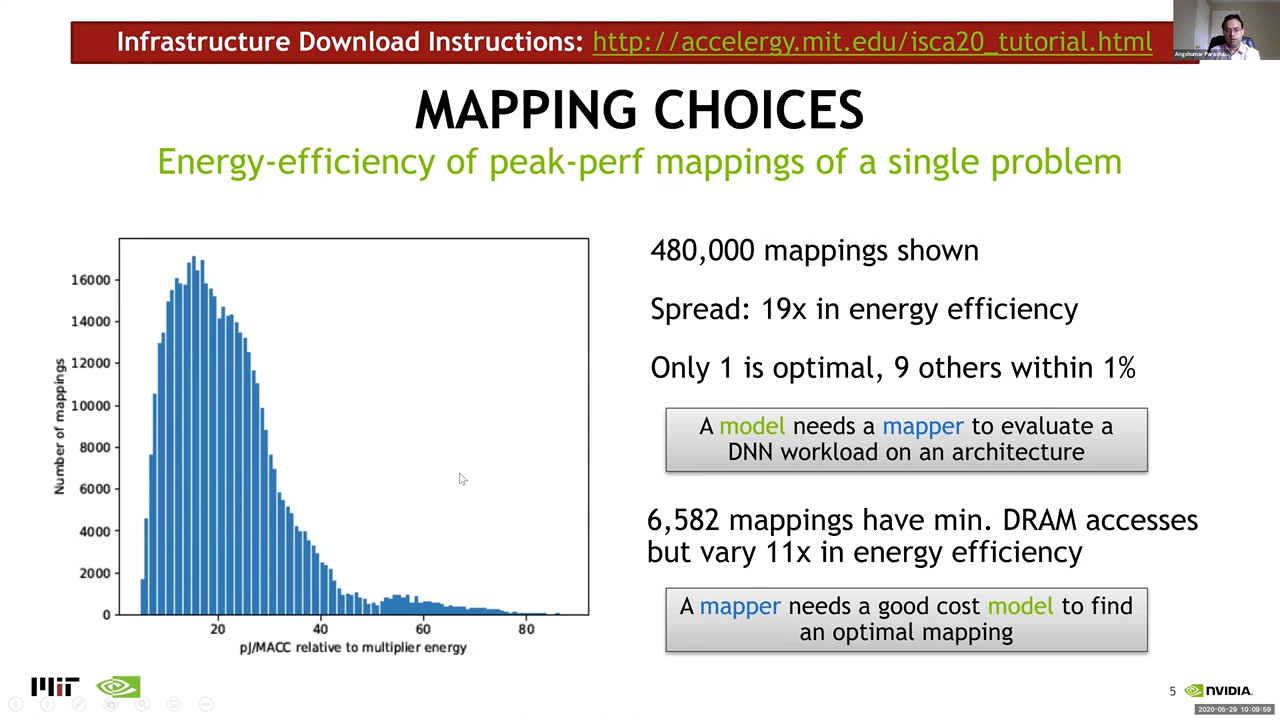 Infrastructure Download Instructions: http://accelergy.mit.edu/isca20_tutorial.html
MAPPING CHOICES
Energy-efficiency of peak-perf mappings of a single problem
Number of mappings
16000
14000
12000
10000
8000
6000
4000
2000
0
20
40
60
80
pJ/MACC relative to multiplier energy
480,000 mappings shown
Spread: 19x in energy efficiency
Only 1 is optimal, 9 others within 1%
A model needs a mapper to evaluate a
DNN workload on an architecture
6,582 mappings have min. DRAM accesses
but vary 11x in energy efficiency
A mapper needs a good cost model to find
an optimal mapping
MIT
5
NVIDIA.
2020-05-29 10:09:59